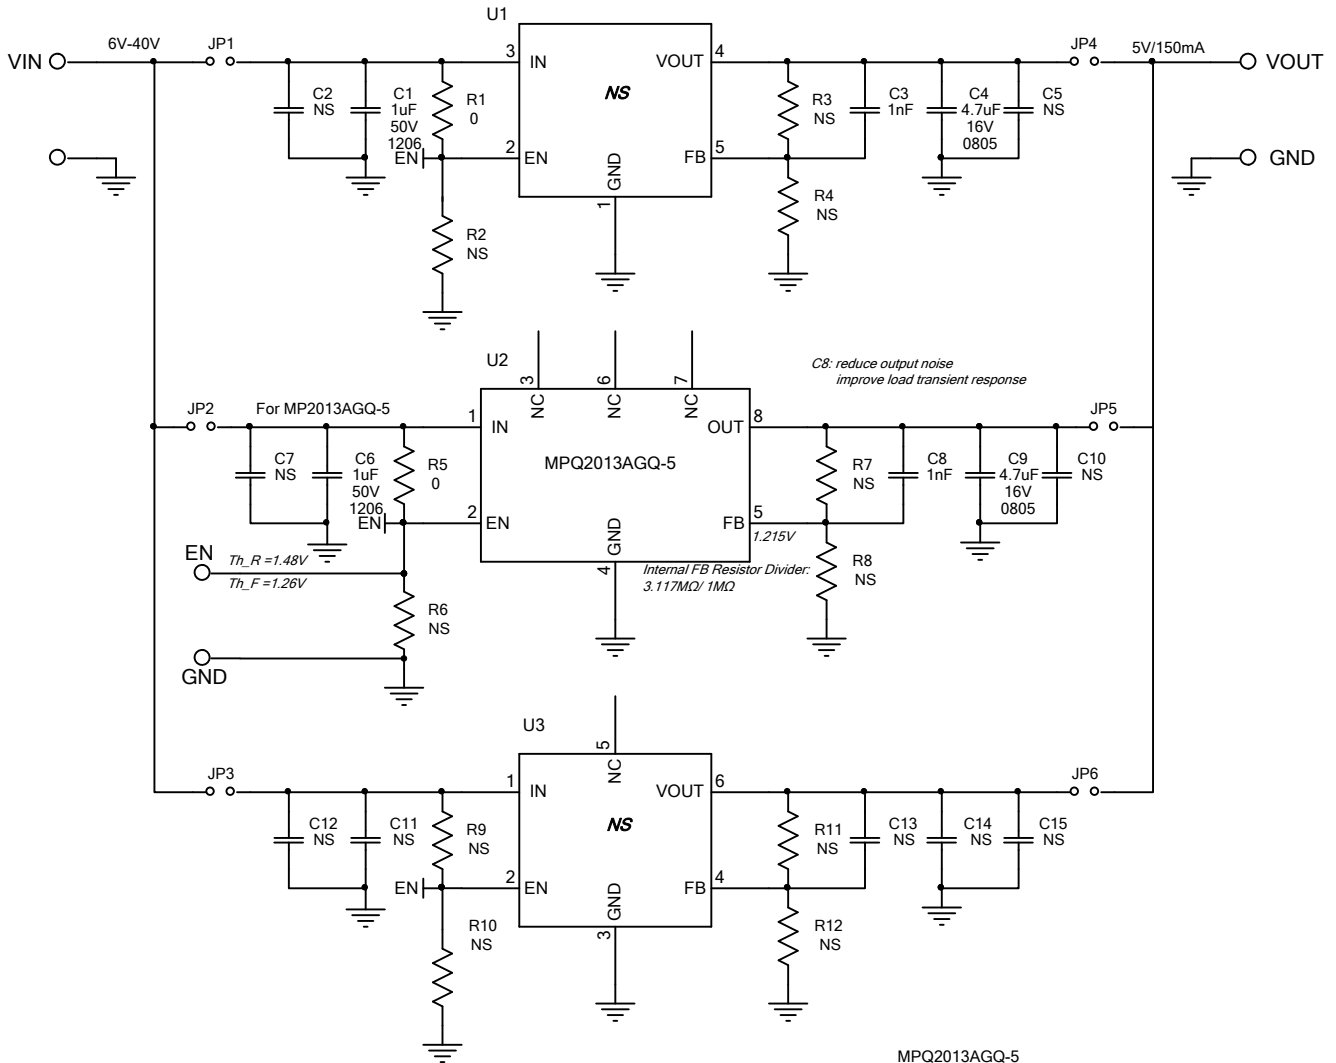 U1
6V-40V
JP1
VIN
3
IN
VOUT
4
JP4
5V/150mA
VOUT
C2
NS
C1
1uF
50V
1206
R1
0
NS
R3
NS
C3
1nF
C4
4.7uF
16V
0805
C5
NS
EN
2
EN
GND
1
FB
5
GND
R2
NS
R4
NS
U2
3
NC
6
NC
7
NC
C8: reduce output noise
improve load transient response
JP2
For MP2013AGQ-5
1
IN
OUT
8
JP5
C7
NS
C6
1uF
50V
1206
R5
0
MPQ2013AGQ-5
R7
NS
C8
1nF
C9
4.7uF
16V
0805
C10
NS
EN
2
EN
GND
4
FB
5
1.215V
EN
Th_R =1.48V
Th_F =1.26V
Internal FB Resistor Divider:
3.117MΩ/ 1MΩ
R8
NS
R6
NS
GND
U3
5
NC
JP3
1
IN
VOUT
6
JP6
C12
NS
C11
NS
R9
NS
NS
R11
NS
C13
NS
C14
NS
C15
NS
EN
2
EN
GND
3
FB
4
R10
NS
R12
NS
MPQ2013AGQ-5